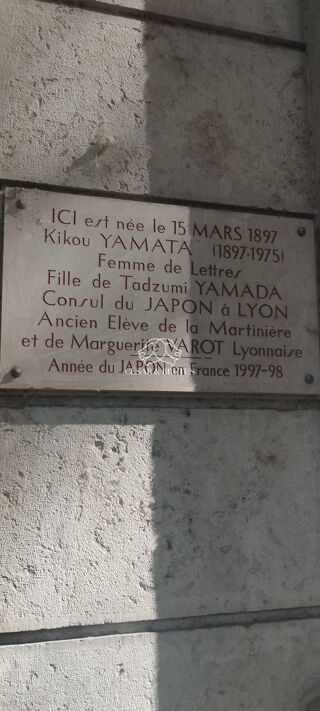 ICI est née le 15 MARS 1897
Kikou YAMATA (1897-1975)
Femme de Lettres
Fille de Tadzumi YAMADA
Consul du JAPON à LYON
Ancien Elève de la Martinière
et de Marguerite VAROT Lyonnaise
Année du JAPON en France 1997-98